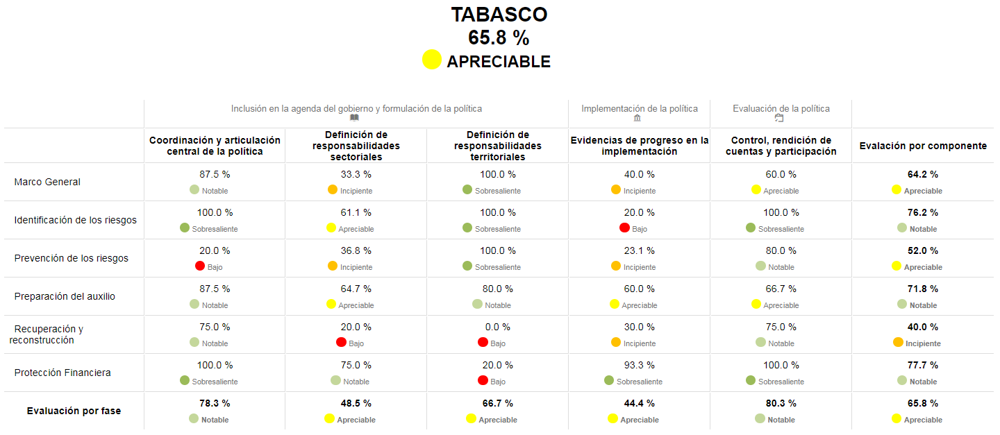 TABASCO
65.8 %
APRECIABLE
Inclusión en la agenda del gobierno y formulación de la política
Implementación de la política
Evaluación de la política
Coordinación y articulación
central de la política
Definición de
responsabilidades
sectoriales
Definición de
responsabilidades
territoriales
Evidencias de progreso en la
implementación
Control, rendición de
cuentas y participación
Evalación por componente
Marco General
87.5 %
Notable
33.3 %
Incipiente
100.0 %
Sobresaliente
40.0 %
Incipiente
60.0 %
Apreciable
64.2 %
Apreciable
Identificación de los riesgos
100.0 %
Sobresaliente
61.1 %
Apreciable
100.0 %
Sobresaliente
20.0 %
Bajo
100.0 %
Sobresaliente
76.2 %
Notable
Prevención de los riesgos
20.0 %
Bajo
36.8 %
Incipiente
100.0 %
Sobresaliente
23.1 %
Incipiente
80.0 %
Notable
52.0 %
Apreciable
Preparación del auxilio
87.5 %
Notable
64.7 %
Apreciable
80.0 %
Notable
60.0 %
Apreciable
66.7 %
Apreciable
71.8 %
Notable
Recuperación y
reconstrucción
75.0 %
Notable
20.0 %
Bajo
0.0 %
Bajo
30.0 %
Incipiente
75.0 %
Notable
40.0 %
Incipiente
Protección Financiera
100.0 %
Sobresaliente
75.0 %
Notable
20.0 %
Bajo
93.3 %
Sobresaliente
100.0 %
Sobresaliente
77.7 %
Notable
Evaluación por fase
78.3 %
Notable
48.5 %
Apreciable
66.7 %
Apreciable
44.4 %
Apreciable
80.3 %
Notable
65.8 %
Apreciable